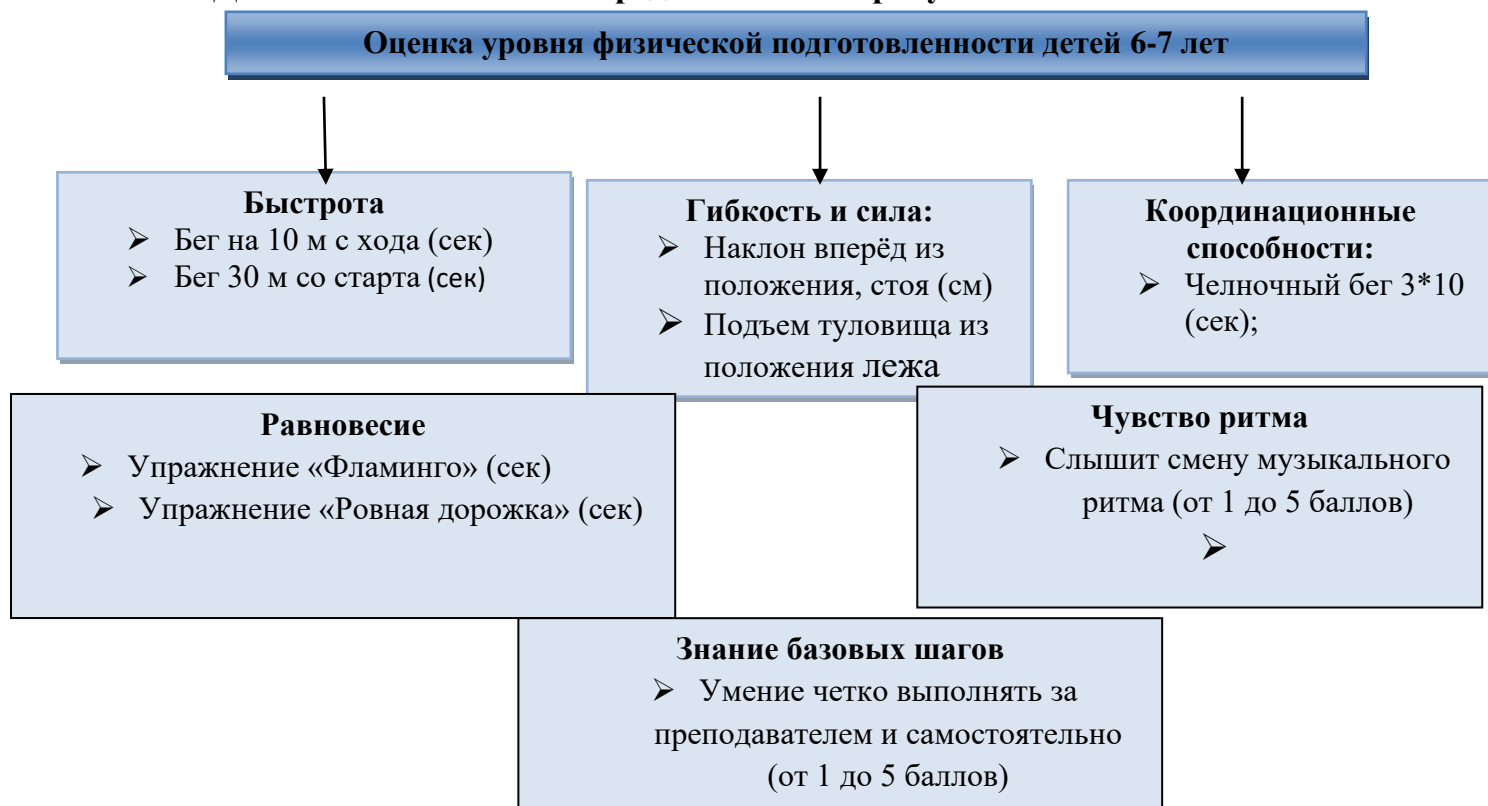 Оценка уровня физической подготовленности детей 6-7 лет
Быстрота
➢ Бег на 10 м с хода (сек)
➢ Бег 30 м со старта (сек)
Гибкость и сила:
➢ Наклон вперёд из
положения, стоя (см)
➢ Подъем туловища из
положения лежа
Координационные
способности:
➢ Челночный бег 3*10
(сек);
Равновесие
➢ Упражнение «Фламинго» (сек)
➢ Упражнение «Ровная дорожка» (сек)
Чувство ритма
➢ Слышит смену музыкального
ритма (от 1 до 5 баллов)
➢
Знание базовых шагов
➢ Умение четко выполнять за
преподавателем и самостоятельно
(от 1 до 5 баллов)